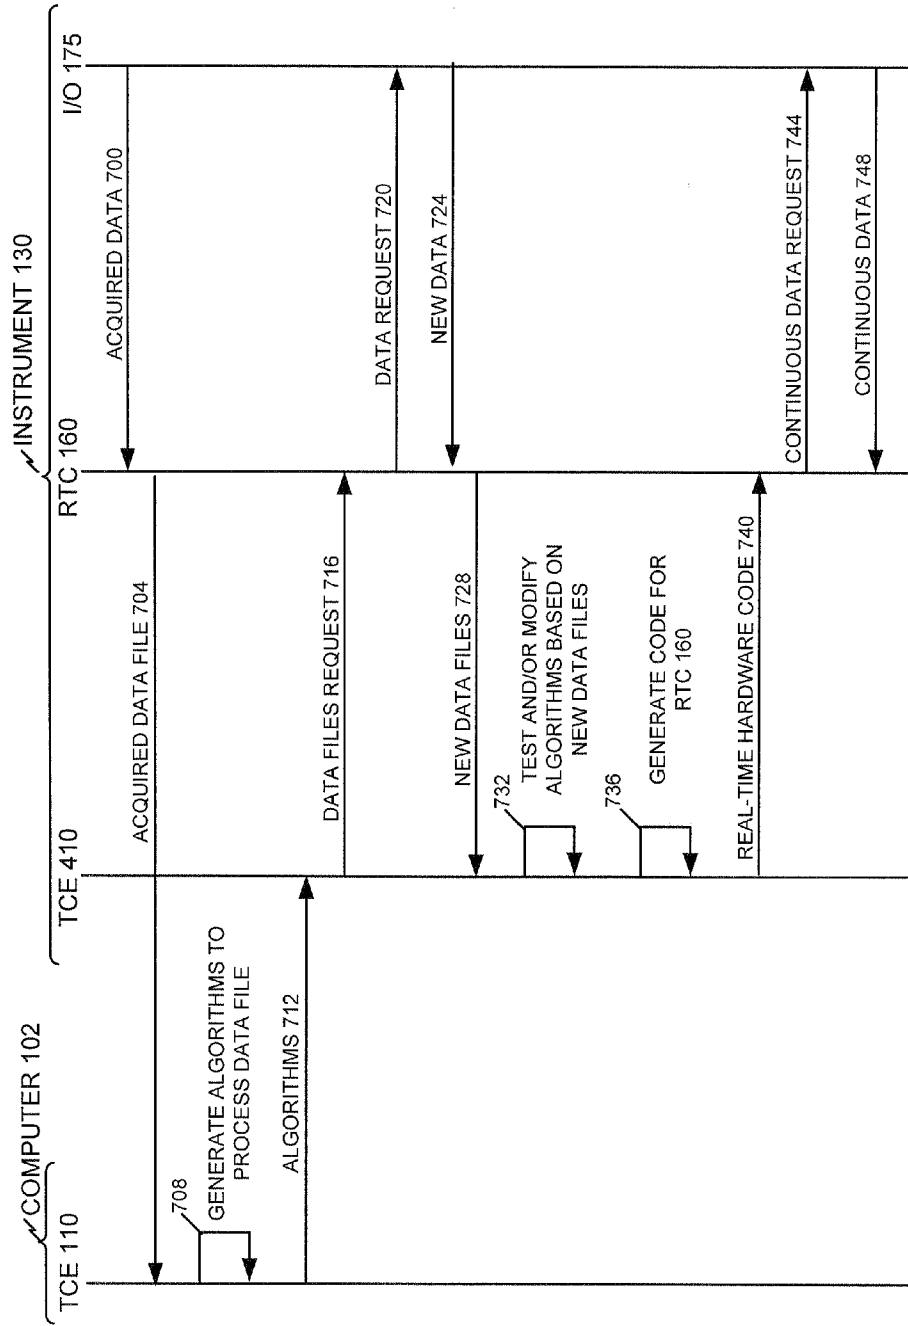 COMPUTER 102
INSTRUMENT 130
TCE 110
TCE 410
RTC 160
I/O 175
ACQUIRED DATA 700
ACQUIRED DATA FILE 704
708
GENERATE ALGORITHMS TO
PROCESS DATA FILE
ALGORITHMS 712
DATA FILES REQUEST 716
DATA REQUEST 720
NEW DATA 724
NEW DATA FILES 728
732
TEST AND/OR MODIFY
ALGORITHMS BASED ON
NEW DATA FILES
736
GENERATE CODE FOR
RTC 160
REAL-TIME HARDWARE CODE 740
CONTINUOUS DATA REQUEST 744
CONTINUOUS DATA 748